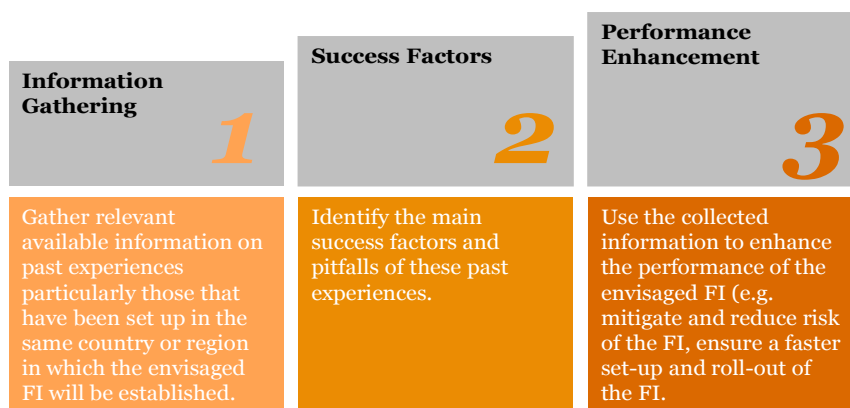 Information
Gathering
1
Success Factors
2
Performance
Enhancement
3
Gather relevant
available information on
past experiences
particularly those that
have been set up in the
same country or region
in which the envisaged
FI will be established.
Identify the main
success factors and
pitfalls of these past
experiences.
Use the collected
information to enhance
the performance of the
envisaged FI (e.g.
mitigate and reduce risk
of the FI, ensure a faster
set-up and roll-out of
the FI.